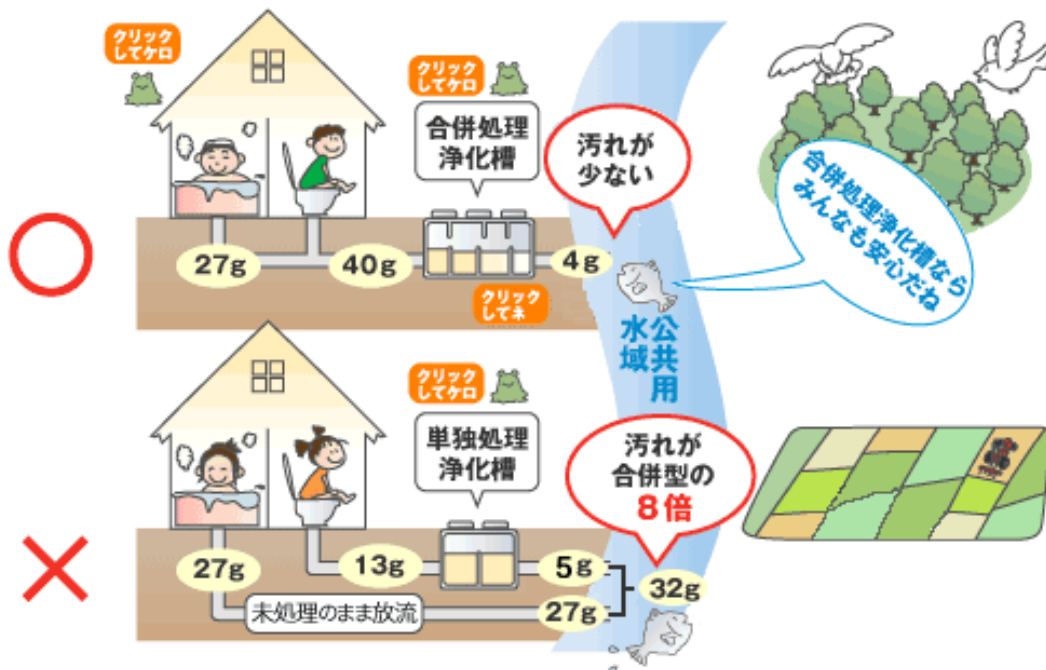 クリック
してケロ
クリック
してケロ
合併処理
浄化槽
汚れが
少ない
合併処理浄化槽なら
みんなも安心だね
27g
40g
4g
クリック
してネ
公共用
水域
クリック
してケロ
単独処理
浄化槽
汚れが
合併型の
8倍
27g
13g
5g
32g
未処理のまま放流
27g